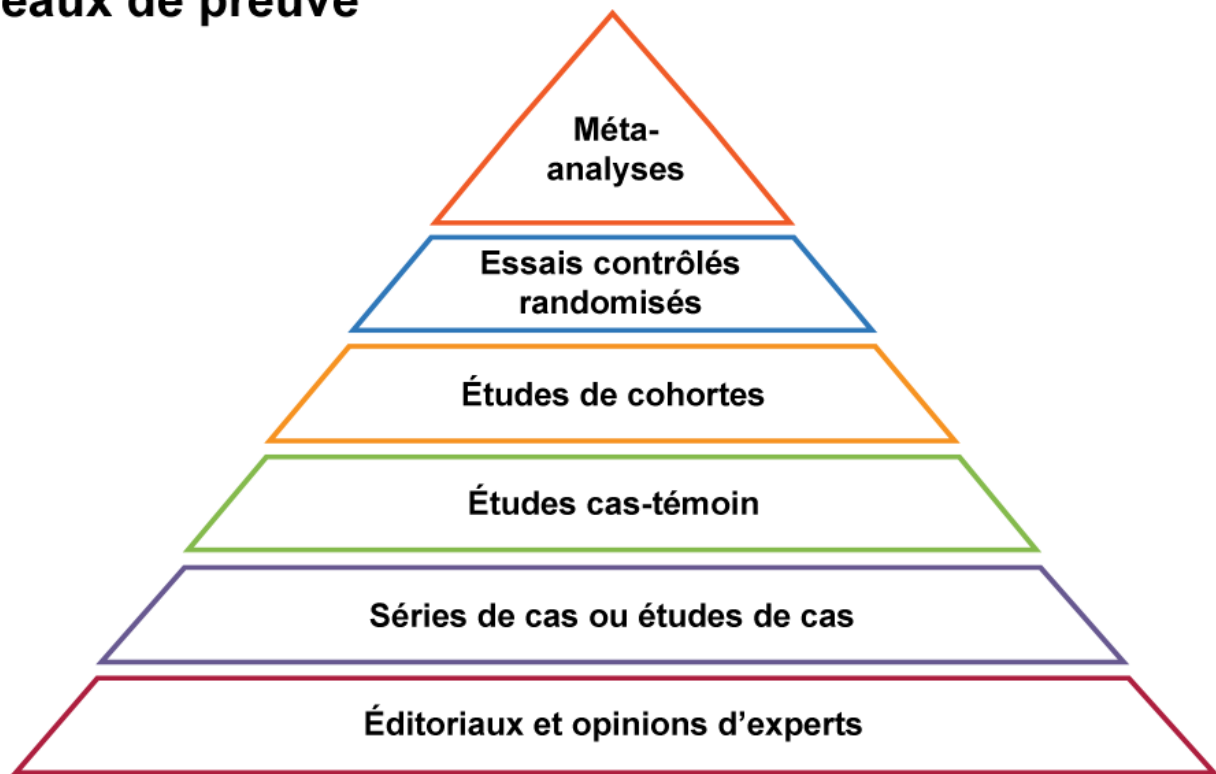 eaux de preuve
Méta-
analyses
Essais contrôlés
randomisés
Études de cohortes
Études cas-témoin
Séries de cas ou études de cas
Éditoriaux et opinions d’experts